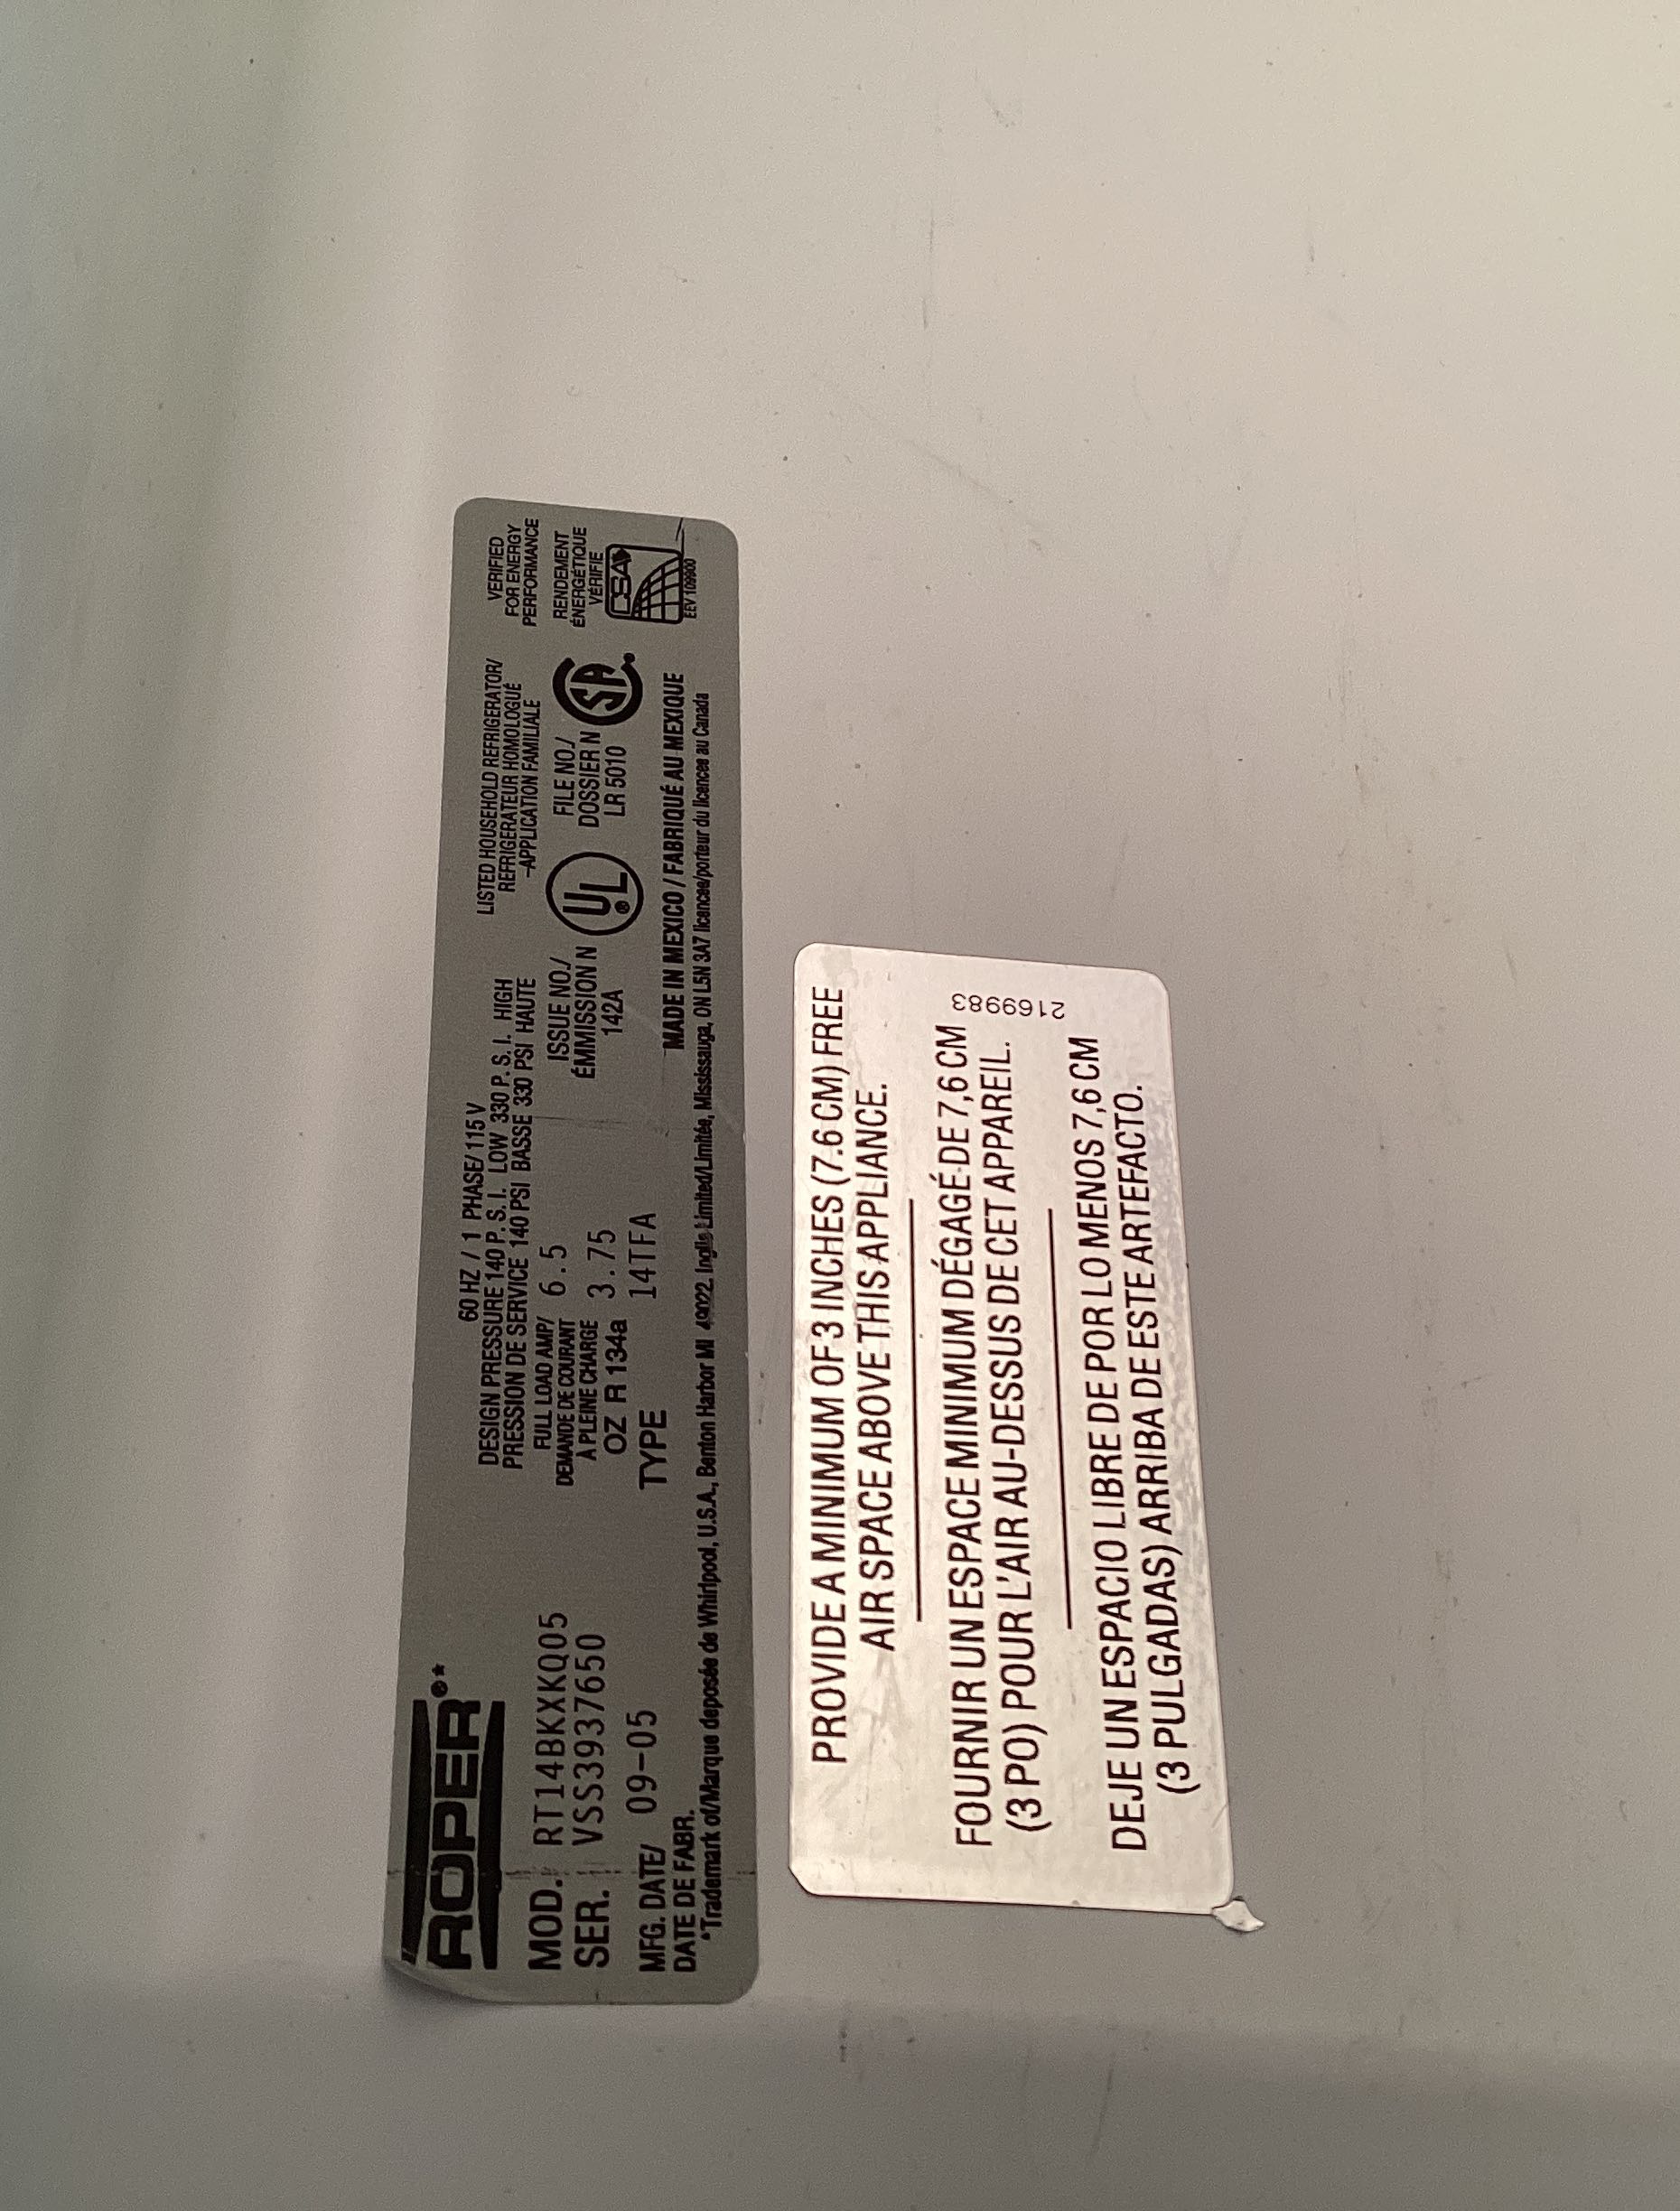 ROPER®*
MOD. RT14BKXKQ05
SER. VSS3937650
MFG. DATE/ 09-05
DATE DE FABR.
60 HZ / 1 PHASE/ 115 V
DESIGN PRESSURE 140 P.S.I. LOW 330 P.S.I. HIGH
PRESSION DE SERVICE 140 PSI BASSE 330 PSI HAUTE
FULL LOAD AMP/ 6.5
DEMANDE DE COURANT
A PLEINE CHARGE 3.75
OZ R 134a
TYPE 14TFA
LISTED HOUSEHOLD REFRIGERATOR/
REFRIGERATEUR HOMOLOGUÉ
-APPLICATION FAMILIALE
ISSUE NO./
ÉMMISSION N
142A
UL®
FILE NO./
DOSSIER N
LR 5010
SA
VERIFIED
FOR ENERGY
PERFORMANCE
RENDEMENT
ÉNERGÉTIQUE
VÉRIFIÉ
CSA
EEV 109900
MADE IN MEXICO / FABRIQUÉ AU MEXIQUE
*Trademark of/Marque deposée de Whirlpool, U.S.A., Benton Harbor MI 49022. Inglis Limited/Limitée, Mississauga, ON L5N 3A7 licencee/porteur du licences au Canada
PROVIDE A MINIMUM OF 3 INCHES (7.6 CM) FREE
AIR SPACE ABOVE THIS APPLIANCE.
FOURNIR UN ESPACE MINIMUM DÉGAGÉ DE 7,6 CM
(3 PO) POUR L'AIR AU-DESSUS DE CET APPAREIL.
DEJE UN ESPACIO LIBRE DE POR LO MENOS 7,6 CM
(3 PULGADAS) ARRIBA DE ESTE ARTEFACTO.
2169983